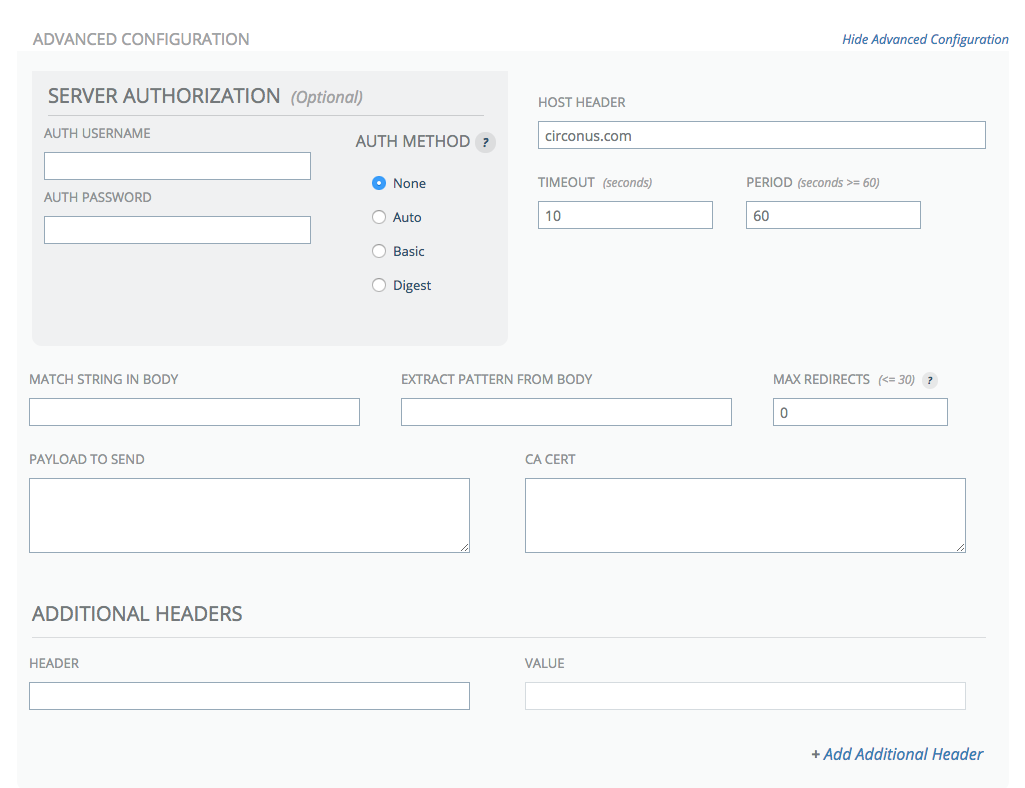 ADVANCED CONFIGURATION
Hide Advanced Configuration
SERVER AUTHORIZATION (Optional)
AUTH USERNAME
AUTH PASSWORD
AUTH METHOD ?
None
Auto
Basic
Digest
HOST HEADER
circonus.com
TIMEOUT (seconds)
10
PERIOD (seconds >= 60)
60
MATCH STRING IN BODY
EXTRACT PATTERN FROM BODY
MAX REDIRECTS (<= 30) ?
0
PAYLOAD TO SEND
CA CERT
ADDITIONAL HEADERS
HEADER
VALUE
+ Add Additional Header